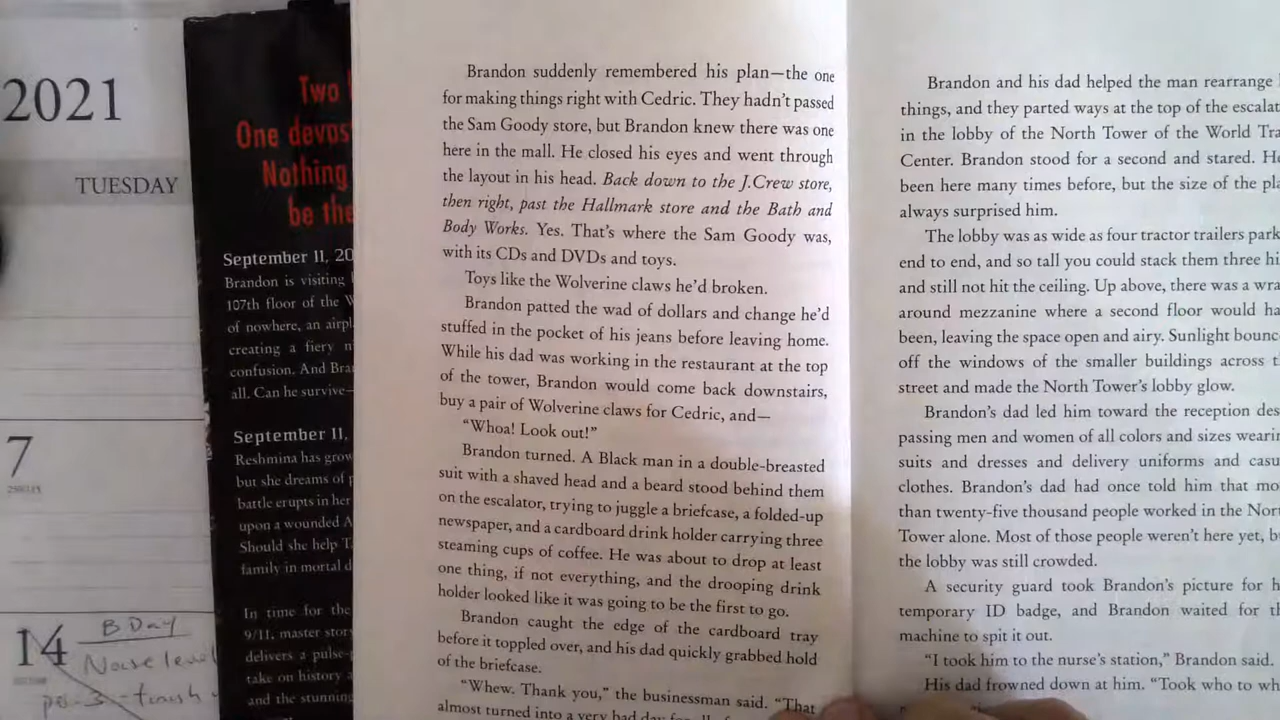 2021
TUESDAY
7
14
B Day
Two
One devas
Nothing
be the
September 11, 20
Brandon is visiting
107th floor of the W
of nowhere, an airpl
creating a fiery
confusion. And Bra
all. Can he survive—
September 11,
Reshmina has grow
but she dreams of
battle erupts in her
upon a wounded A
Should she help T
family in mortal d
In time for the
9/11, master story
delivers a pulse-
take on history a
and the stunning
Brandon suddenly remembered his plan—the one
for making things right with Cedric. They hadn't passed
the Sam Goody store, but Brandon knew there was one
here in the mall. He closed his eyes and went through
the layout in his head. Back down to the J.Crew store,
then right, past the Hallmark store and the Bath and
Body Works. Yes. That's where the Sam Goody was,
with its CDs and DVDs and toys.
Toys like the Wolverine claws he'd broken.
Brandon patted the wad of dollars and change he'd
stuffed in the pocket of his jeans before leaving home.
While his dad was working in the restaurant at the top
of the tower, Brandon would come back downstairs,
buy a pair of Wolverine claws for Cedric, and—
"Whoa! Look out!"
Brandon turned. A Black man in a double-breasted
suit with a shaved head and a beard stood behind them
on the escalator, trying to juggle a briefcase, a folded-up
newspaper, and a cardboard drink holder carrying three
steaming cups of coffee. He was about to drop at least
one thing, if not everything, and the drooping drink
holder looked like it was going to be the first to go.
Brandon caught the edge of the cardboard tray
before it toppled over, and his dad quickly grabbed hold
of the briefcase.
"Whew. Thank you," the businessman said. "That
almost turned into a very bad day for all
Brandon and his dad helped the man rearrange
things, and they parted ways at the top of the escalat
in the lobby of the North Tower of the World Tra
Center. Brandon stood for a second and stared. He
been here many times before, but the size of the pla
always surprised him.
The lobby was as wide as four tractor trailers park
end to end, and so tall you could stack them three hi
and still not hit the ceiling. Up above, there was a wra
around mezzanine where a second floor would ha
been, leaving the space open and airy. Sunlight bounc
off the windows of the smaller buildings across t
street and made the North Tower's lobby glow.
Brandon's dad led him toward the reception des
passing men and women of all colors and sizes weari
suits and dresses and delivery uniforms and casu
clothes. Brandon's dad had once told him that mo
than twenty-five thousand people worked in the Nor
Tower alone. Most of those people weren't here yet, b
the lobby was still crowded.
A security guard took Brandon's picture for h
temporary ID badge, and Brandon waited for th
machine to spit it out.
"I took him to the nurse's station," Brandon said.
His dad frowned down at him. "Took who to wh